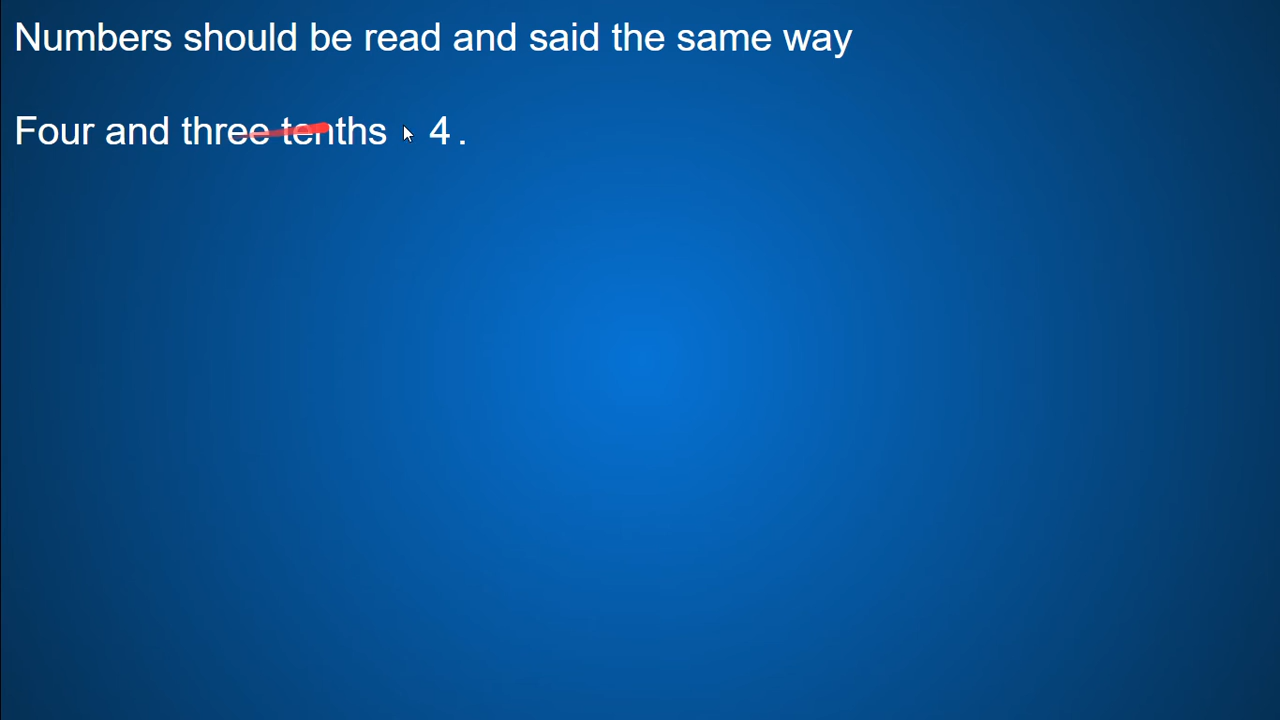 Numbers should be read and said the same way
Four and three tenths 4.